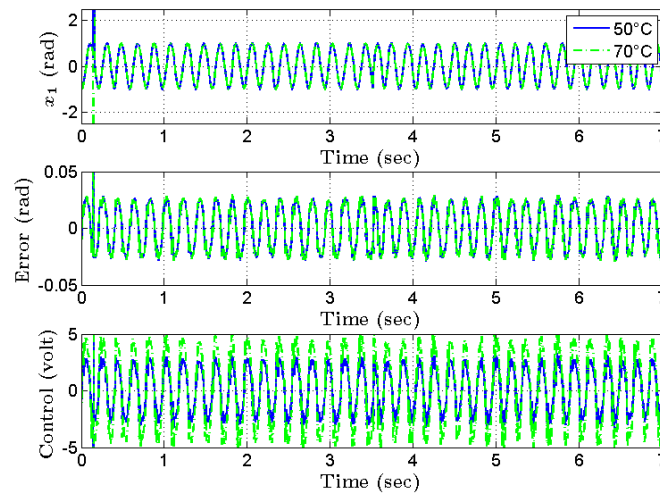 2
0
-2
x1 (rad)
50°C
70°C
0 1 2 3 4 5 6 7
Time (sec)
0.05
0
-0.05
Error (rad)
0 1 2 3 4 5 6 7
Time (sec)
5
0
-5
Control (volt)
0 1 2 3 4 5 6 7
Time (sec)